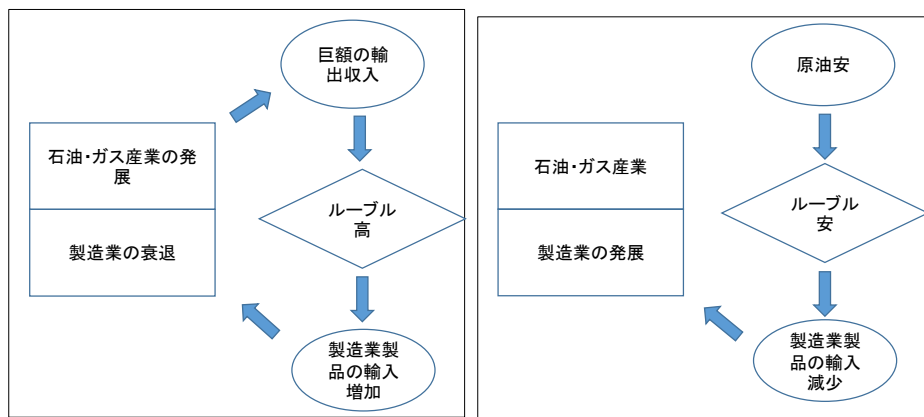 巨額の輸
出収入
石油・ガス産業の発
展
ルーブル
高
製造業の衰退
製造業製
品の輸入
増加
原油安
石油・ガス産業
ルーブル
安
製造業の発展
製造業製
品の輸入
減少